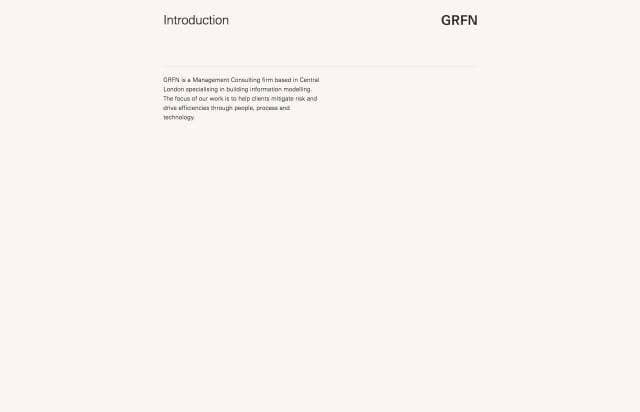 Introduction
GRFN
GRFN is a Management Consulting firm based in Central
London specialising in building information modelling.
The focus of our work is to help clients mitigate risk and
drive efficiencies through people, process and
technology.